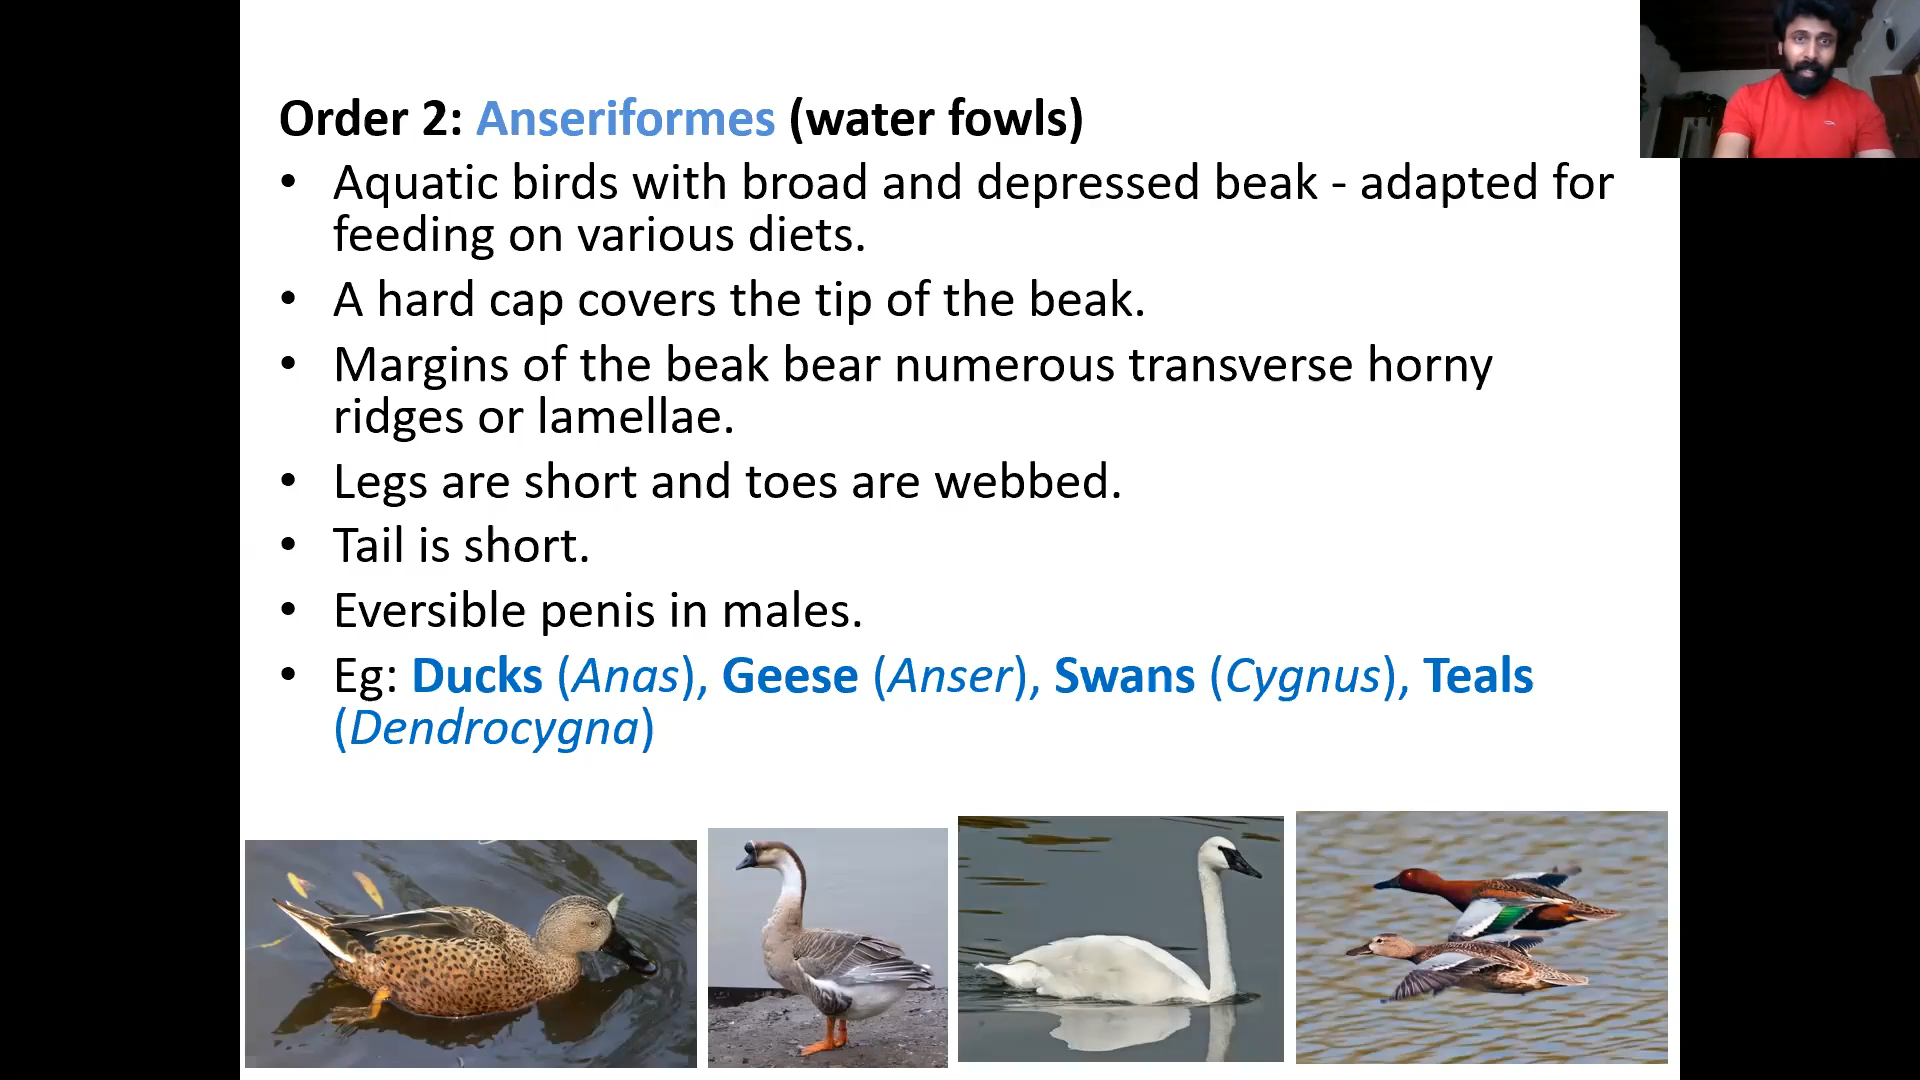 Order 2: Anseriformes (water fowls)
• Aquatic birds with broad and depressed beak - adapted for
feeding on various diets.
• A hard cap covers the tip of the beak.
• Margins of the beak bear numerous transverse horny
ridges or lamellae.
• Legs are short and toes are webbed.
• Tail is short.
• Eversible penis in males.
• Eg: Ducks (Anas), Geese (Anser), Swans (Cygnus), Teals
(Dendrocygna)